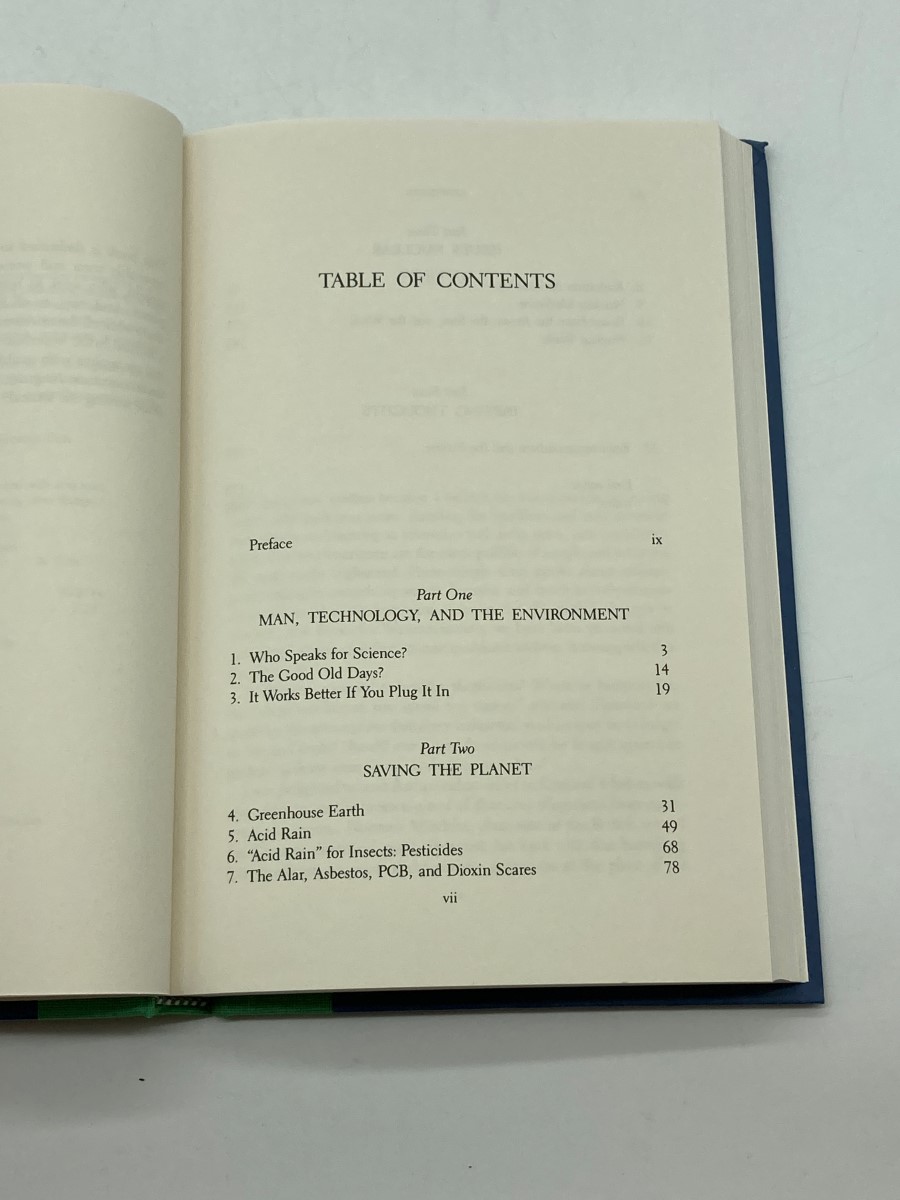 TABLE OF CONTENTS
Preface ix
Part One
MAN, TECHNOLOGY, AND THE ENVIRONMENT
1. Who Speaks for Science? 3
2. The Good Old Days? 14
3. It Works Better If You Plug It In 19
Part Two
SAVING THE PLANET
4. Greenhouse Earth 31
5. Acid Rain 49
6. “Acid Rain” for Insects: Pesticides 68
7. The Alar, Asbestos, PCB, and Dioxin Scares 78
vii